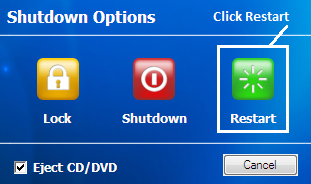 Shutdown Options
Click Restart
Lock
Shutdown
Restart
Eject CD/DVD
Cancel